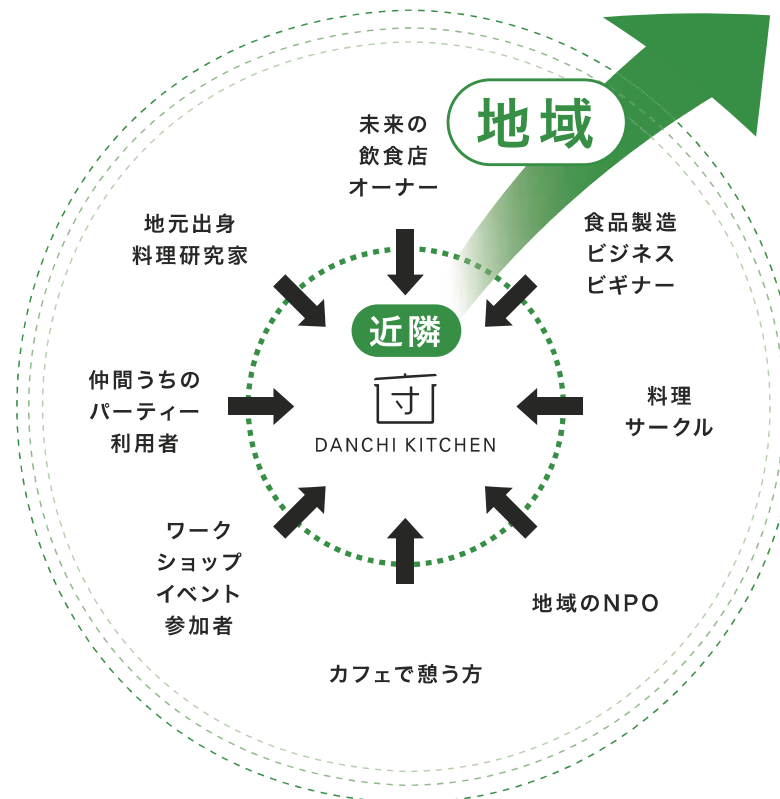 未来の
飲食店
オーナー
地域
地元出身
料理研究家
食品製造
ビジネス
ビギナー
近隣
寸
DANCHI KITCHEN
仲間うちの
パーティー
利用者
料理
サークル
ワーク
ショップ
イベント
参加者
地域のNPO
カフェで憩う方